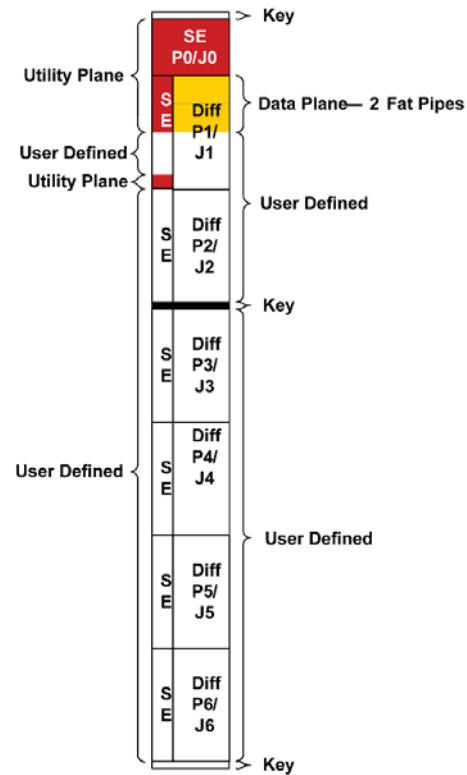 Key
SE
P0/J0
Utility Plane
S
E
Diff
P1/
J1
Data Plane— 2 Fat Pipes
User Defined
Utility Plane
User Defined
S
E
Diff
P2/
J2
Key
S
E
Diff
P3/
J3
User Defined
S
E
Diff
P4/
J4
User Defined
S
E
Diff
P5/
J5
S
E
Diff
P6/
J6
Key